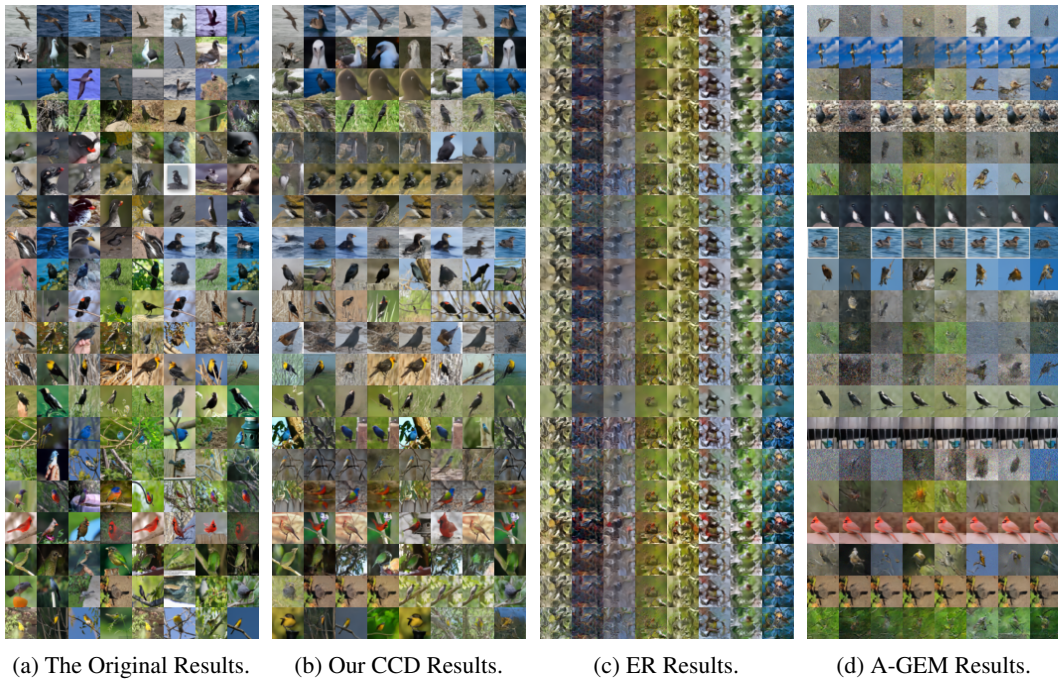 (a) The Original Results.
(b) Our CCD Results.
(c) ER Results.
(d) A-GEM Results.